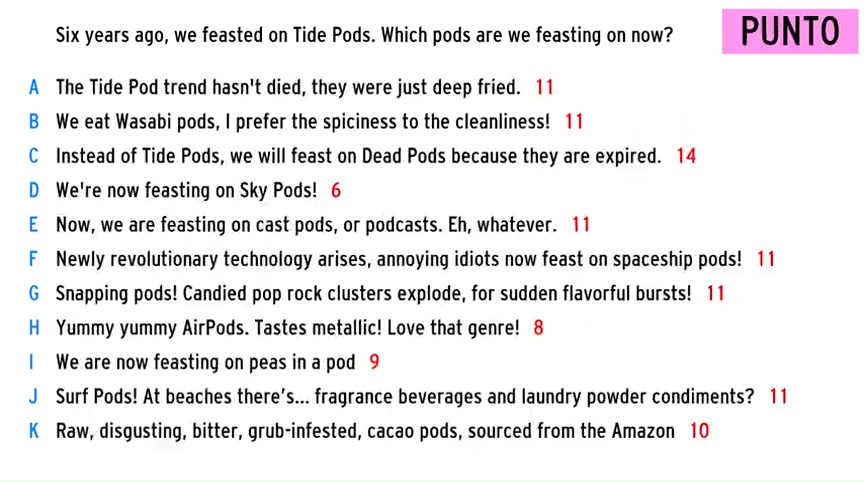 Six years ago, we feasted on Tide Pods. Which pods are we feasting on now?
PUNTO
A The Tide Pod trend hasn't died, they were just deep fried. 11
B We eat Wasabi pods, I prefer the spiciness to the cleanliness! 11
C Instead of Tide Pods, we will feast on Dead Pods because they are expired. 14
D We're now feasting on Sky Pods! 6
E Now, we are feasting on cast pods, or podcasts. Eh, whatever. 11
F Newly revolutionary technology arises, annoying idiots now feast on spaceship pods! 11
G Snapping pods! Candied pop rock clusters explode, for sudden flavorful bursts! 11
H Yummy yummy AirPods. Tastes metallic! Love that genre! 8
I We are now feasting on peas in a pod 9
J Surf Pods! At beaches there's... fragrance beverages and laundry powder condiments? 11
K Raw, disgusting, bitter, grub-infested, cacao pods, sourced from the Amazon 10